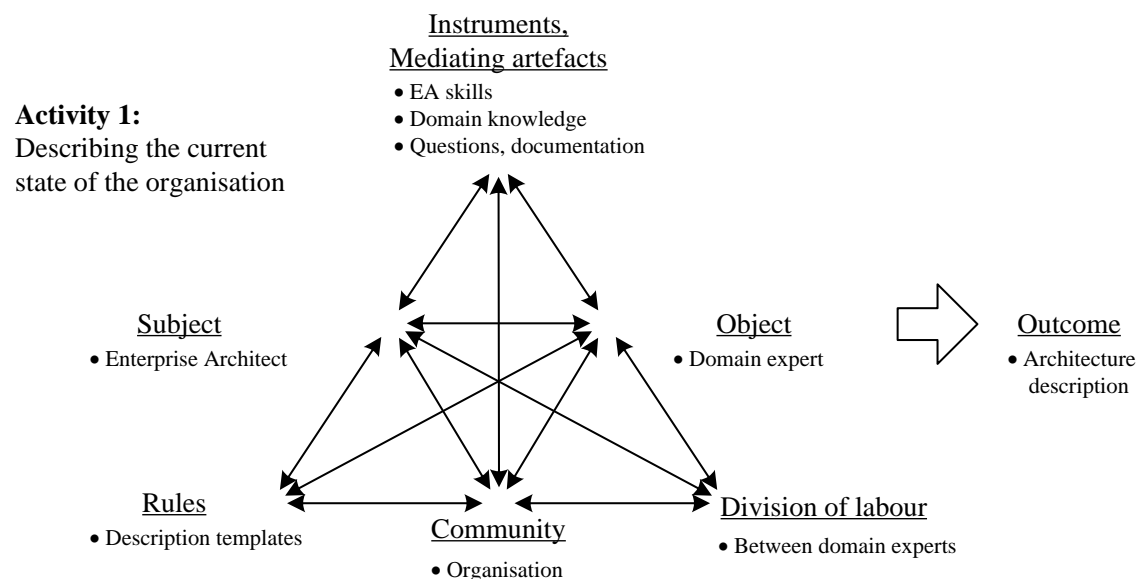 Instruments,
Mediating artefacts
• EA skills
• Domain knowledge
• Questions, documentation
Activity 1:
Describing the current
state of the organisation
Subject
• Enterprise Architect
Object
• Domain expert
Outcome
• Architecture
description
Rules
• Description templates
Community
• Organisation
Division of labour
• Between domain experts